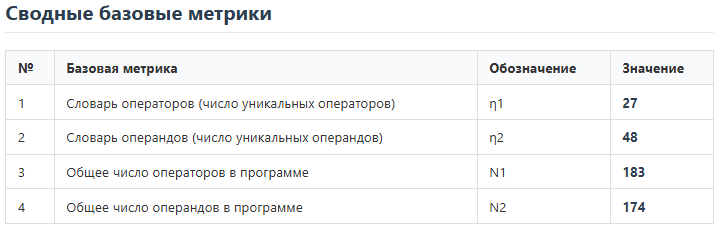 Сводные базовые метрики
№ Базовая метрика Обозначение Значение
1 Словарь операторов (число уникальных операторов) η1 27
2 Словарь операндов (число уникальных операндов) η2 48
3 Общее число операторов в программе N1 183
4 Общее число операндов в программе N2 174